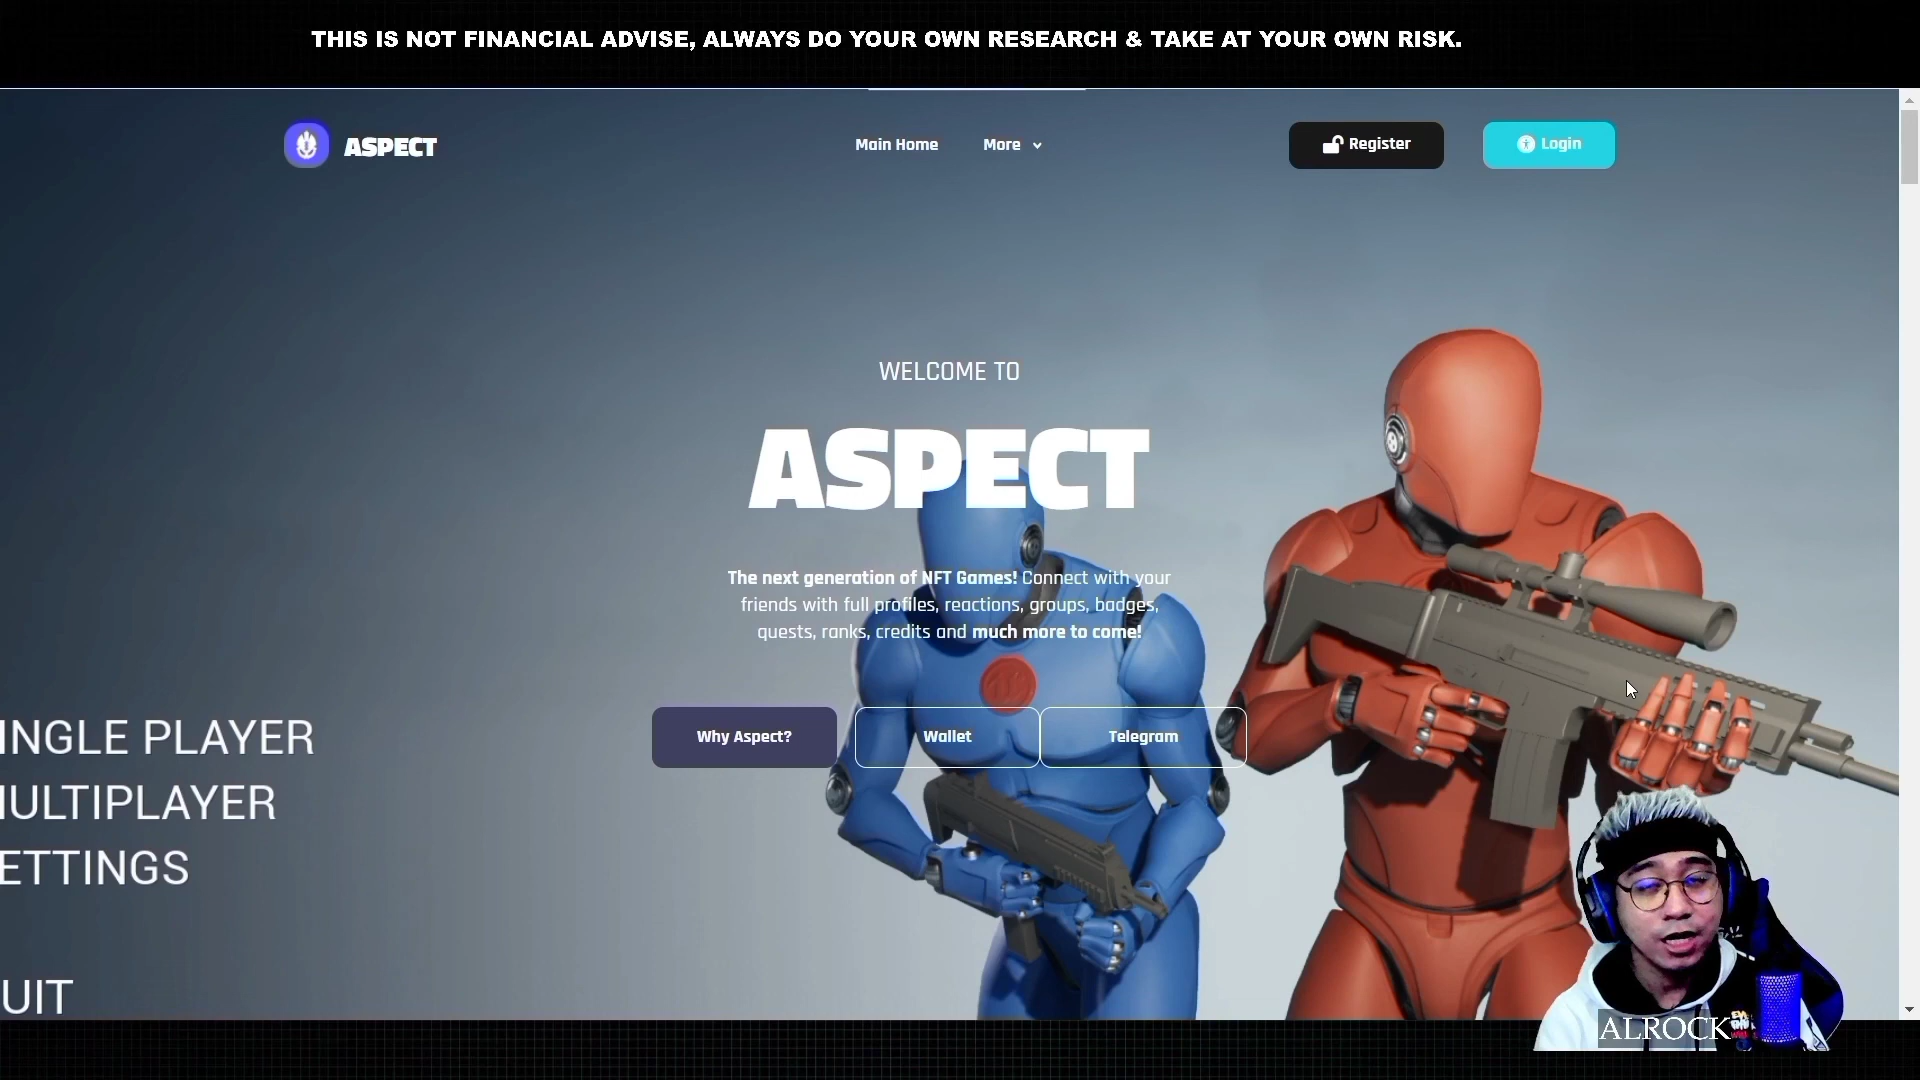 THIS IS NOT FINANCIAL ADVISE, ALWAYS DO YOUR OWN RESEARCH & TAKE AT YOUR OWN RISK.
ASPECT
Main Home
More
Register
Login
WELCOME TO
ASPECT
The next generation of NFT Games! Connect with your
friends with full profiles, reactions, groups, badges,
quests, ranks, credits and much more to come!
Why Aspect?
Wallet
Telegram
INGLE PLAYER
ULTIPLAYER
ETTINGS
UIT
ALROCK